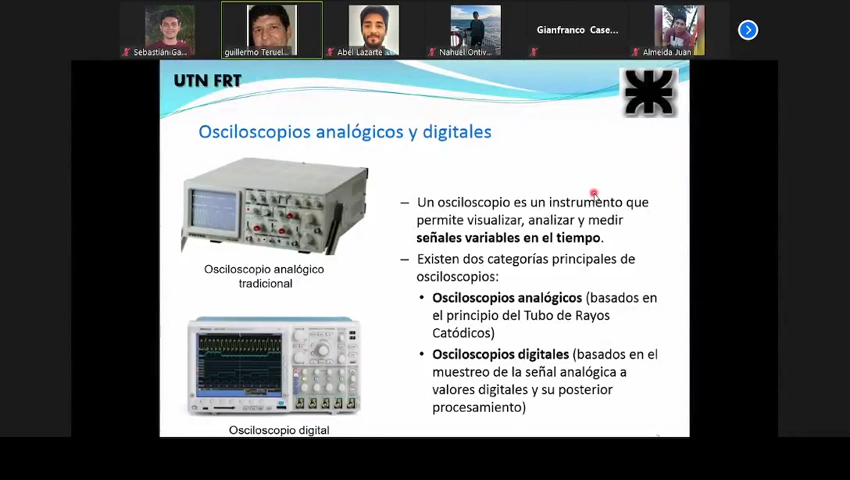 Gianfranco Case...
Sebastián Ga...
guillermo Teruel...
Abel Lazarte
Nahuel Ontiv...
Almeida Juan
UTN FRT
Osciloscopios analógicos y digitales
Osciloscopio analógico
tradicional
Osciloscopio digital
– Un osciloscopio es un instrumento que
permite visualizar, analizar y medir
señales variables en el tiempo.
– Existen dos categorías principales de
osciloscopios:
• Osciloscopios analógicos (basados en
el principio del Tubo de Rayos
Catódicos)
• Osciloscopios digitales (basados en el
muestreo de la señal analógica a
valores digitales y su posterior
procesamiento)